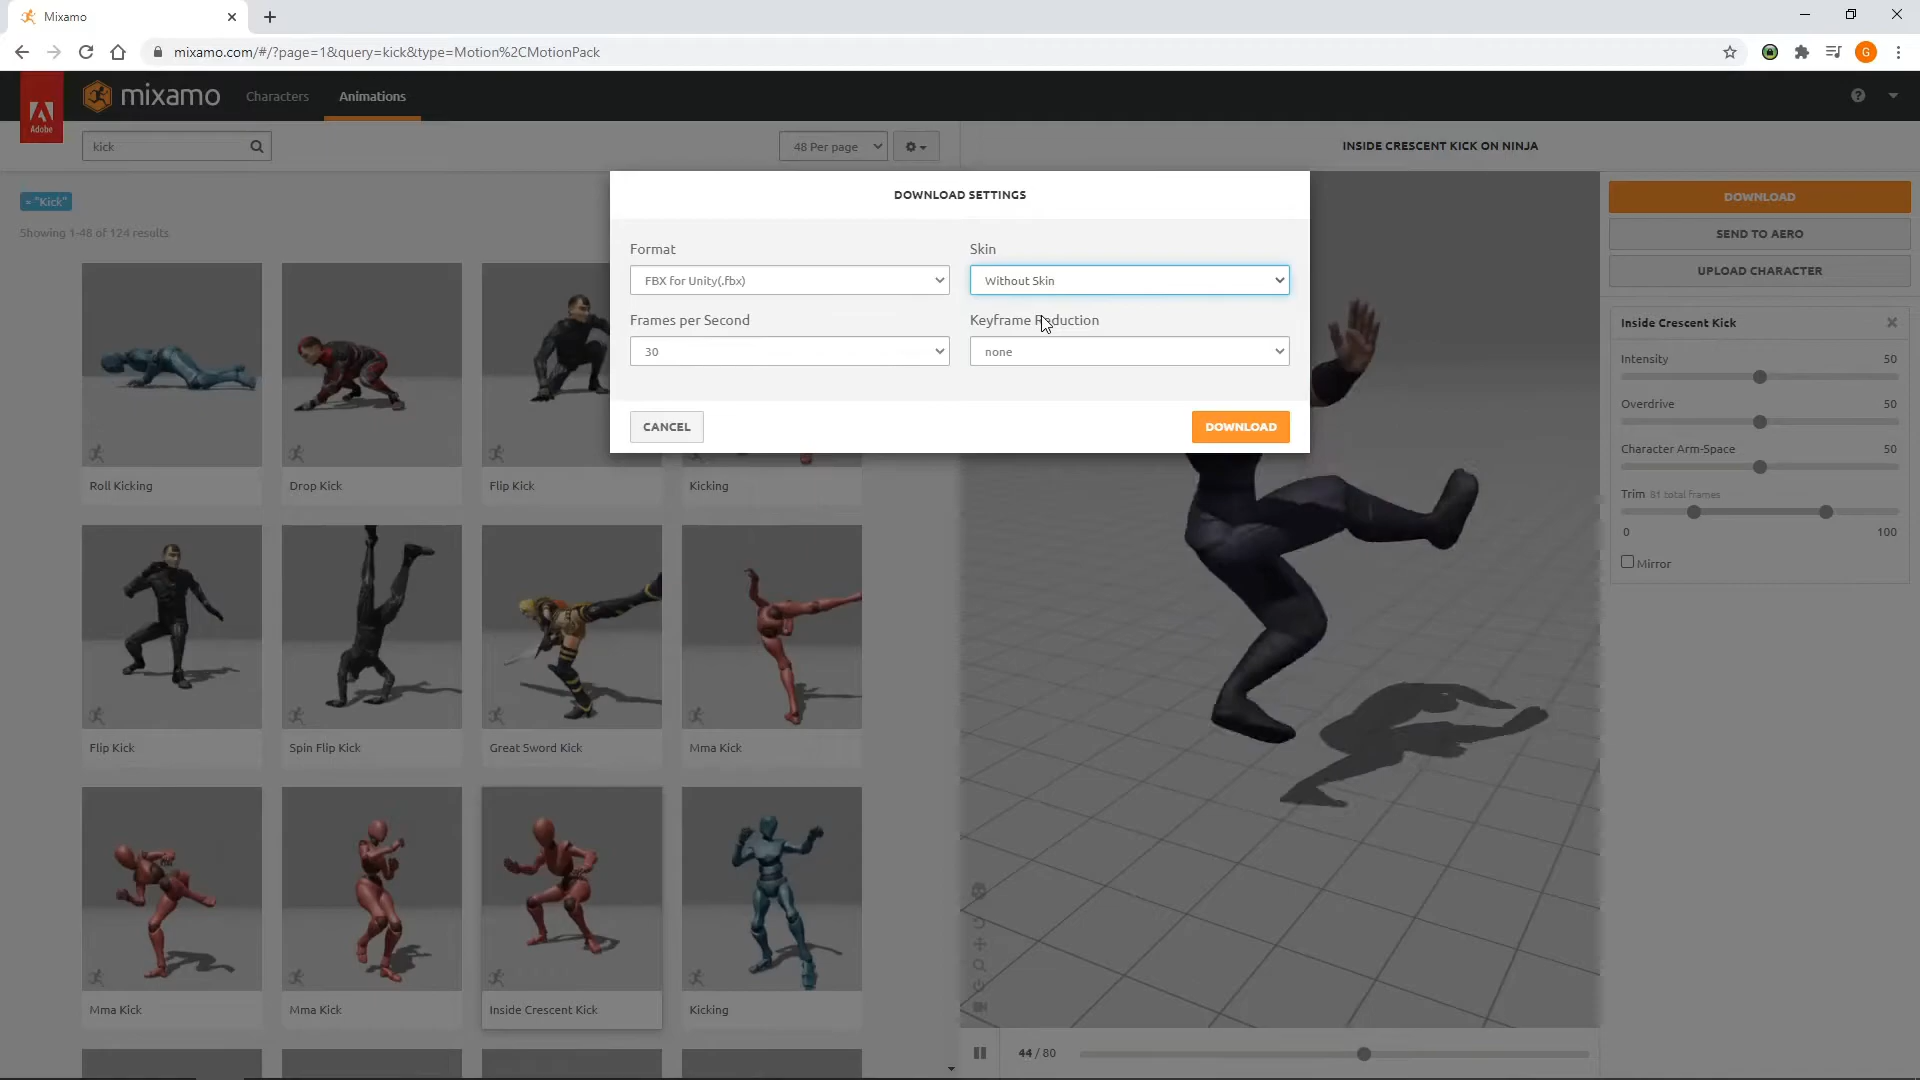 Mixamo
mixamo.com/#/?page=1&query=kick&type=Motion%2CMotionPack
G
Adobe
mixamo
Characters
Animations
kick
48 Per page
INSIDE CRESCENT KICK ON NINJA
= "Kick"
Showing 1-48 of 124 results
DOWNLOAD SETTINGS
Format
Skin
FBX for Unity(.fbx)
Without Skin
Frames per Second
Keyframe Reduction
30
none
CANCEL
DOWNLOAD
DOWNLOAD
SEND TO AERO
UPLOAD CHARACTER
Inside Crescent Kick
Intensity 50
Overdrive 50
Character Arm-Space 50
Trim 81 total frames
0 100
Mirror
Roll Kicking
Drop Kick
Flip Kick
Kicking
Flip Kick
Spin Flip Kick
Great Sword Kick
Mma Kick
Mma Kick
Mma Kick
Inside Crescent Kick
Kicking
44 / 80